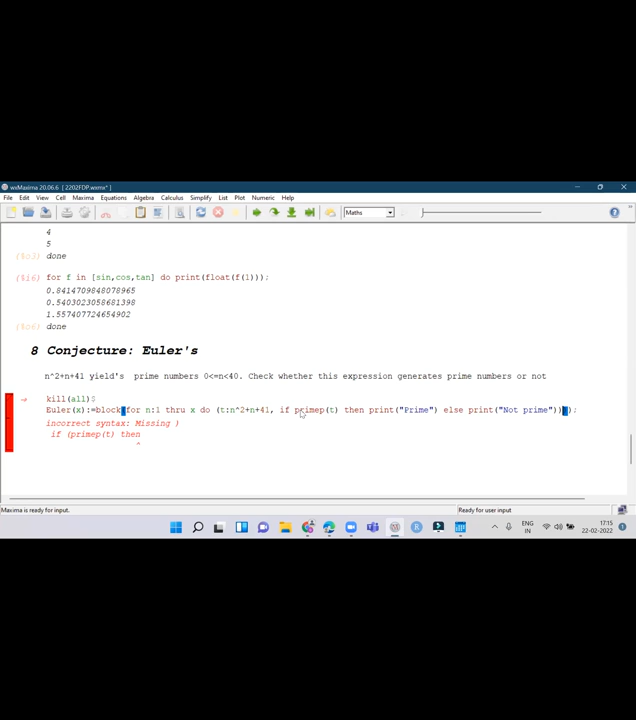 wxMaxima 20.06.6 [ 2202FDP.wxmx* ]
File Edit View Cell Maxima Equations Algebra Calculus Simplify List Plot Numeric Help
Maths
4
5
(%o3) done
(%i6) for f in [sin,cos,tan] do print(float(f(1)));
0.8414709848078965
0.5403023058681398
1.557407724654902
(%o6) done
8 Conjecture: Euler's
n^2+n+41 yield's prime numbers 0<=n<40. Check whether this expression generates prime numbers or not
kill(all)$
Euler(x):=block(for n:1 thru x do (t:n^2+n+41, if primep(t) then print("Prime") else print("Not prime")));
incorrect syntax: Missing )
if (primep(t) then
^
Maxima is ready for input.
Ready for user input
ENG
IN
17:15
22-02-2022